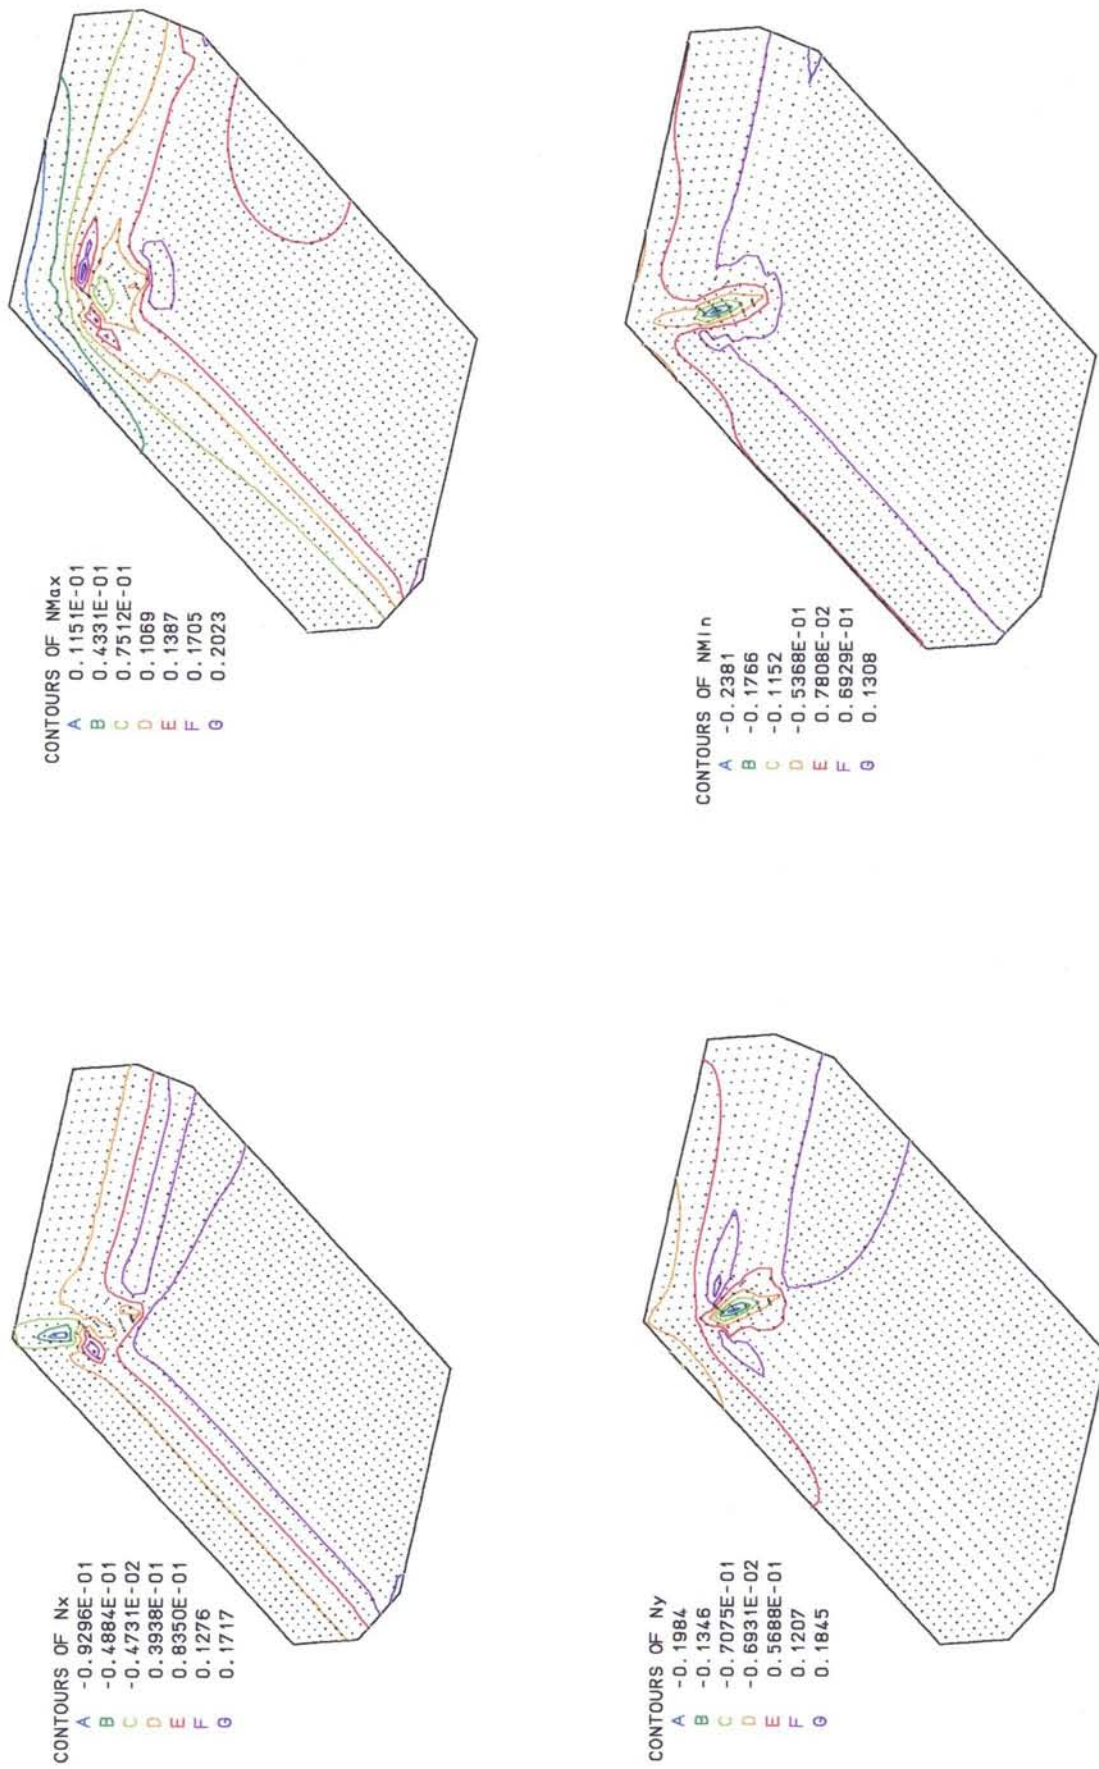 CONTOURS OF NMax
A 0.1151E-01
B 0.4331E-01
C 0.7512E-01
D 0.1069
E 0.1387
F 0.1705
G 0.2023
CONTOURS OF Nx
A -0.9296E-01
B -0.4884E-01
C -0.4731E-02
D 0.3938E-01
E 0.8350E-01
F 0.1276
G 0.1717
CONTOURS OF NMIn
A -0.2381
B -0.1766
C -0.1152
D -0.5368E-01
E 0.7808E-02
F 0.6929E-01
G 0.1308
CONTOURS OF Ny
A -0.1984
B -0.1346
C -0.7075E-01
D -0.6931E-02
E 0.5688E-01
F 0.1207
G 0.1845